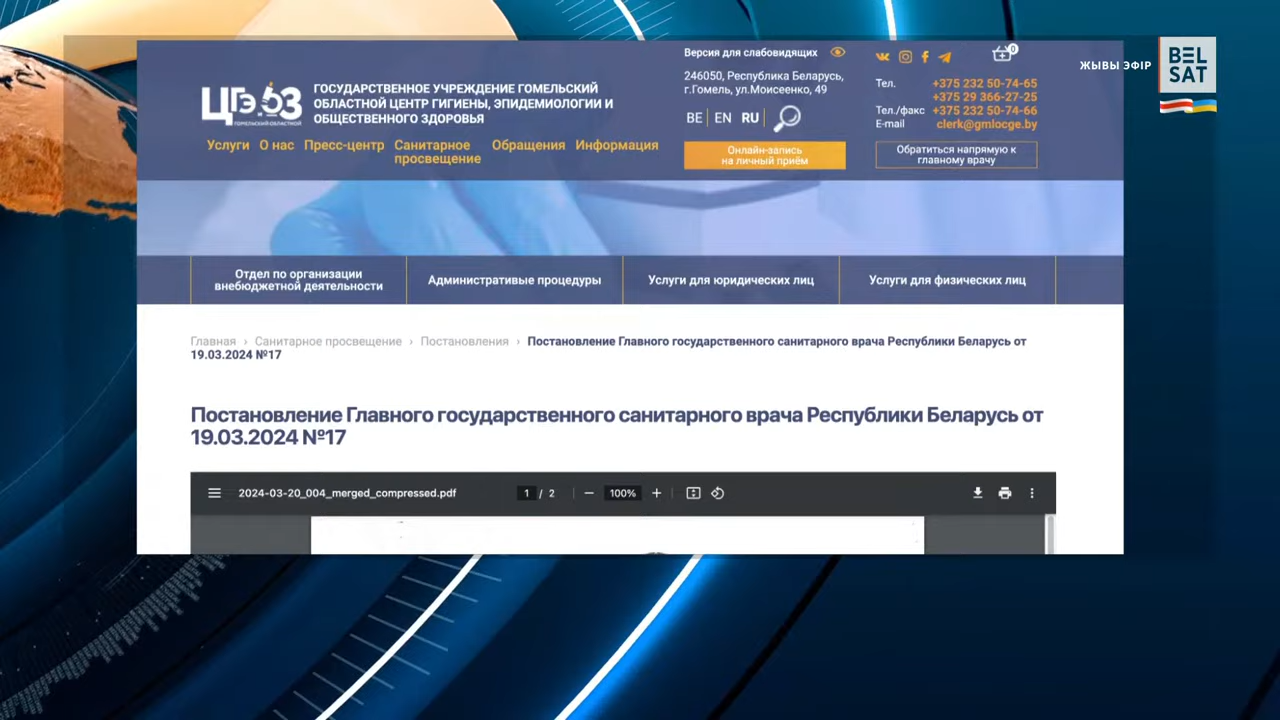 ЖЫВЫ ЭФІР
BEL
SAT
ЦГЭ и ОЗ
ГОМЕЛЬСКИЙ ОБЛАСТНОЙ
ГОСУДАРСТВЕННОЕ УЧРЕЖДЕНИЕ ГОМЕЛЬСКИЙ
ОБЛАСТНОЙ ЦЕНТР ГИГИЕНЫ, ЭПИДЕМИОЛОГИИ И
ОБЩЕСТВЕННОГО ЗДОРОВЬЯ
Услуги О нас Пресс-центр Санитарное просвещение Обращения Информация
Версия для слабовидящих
246050, Республика Беларусь,
г.Гомель, ул.Моисеенко, 49
BE EN RU
Онлайн-запись
на личный приём
0
Тел. +375 232 50-74-65
+375 29 366-27-25
Тел./факс +375 232 50-74-66
E-mail clerk@gmlocge.by
Обратиться напрямую к
главному врачу
Отдел по организации
внебюджетной деятельности
Административные процедуры
Услуги для юридических лиц
Услуги для физических лиц
Главная › Санитарное просвещение › Постановления › Постановление Главного государственного санитарного врача Республики Беларусь от
19.03.2024 №17
Постановление Главного государственного санитарного врача Республики Беларусь от
19.03.2024 №17
2024-03-20_004_merged_compressed.pdf 1 / 2 100%